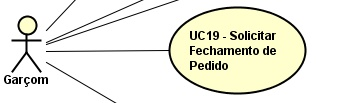 UC19 - Solicitar
Fechamento de
Pedido
Garçom